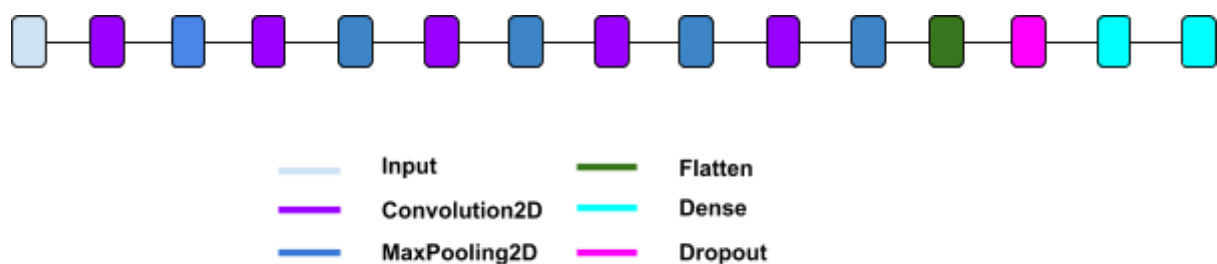 Input
Flatten
Convolution2D
Dense
MaxPooling2D
Dropout